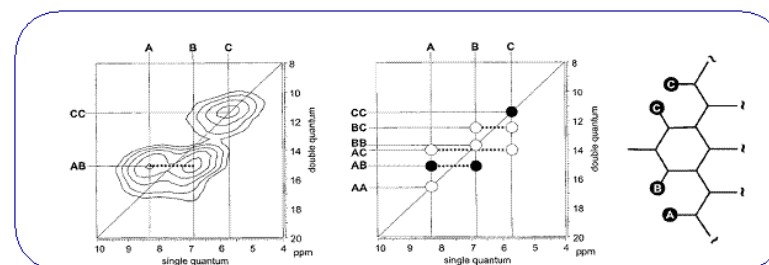 A B C
8
10
12
14
16
18
20
double quantum
CC
AB
10 9 8 7 6 5 4 ppm
single quantum
A B C
8
10
12
14
16
18
20
double quantum
CC
BC
BB
AC
AB
AA
10 9 8 7 6 5 4 ppm
single quantum
C
C
B
A